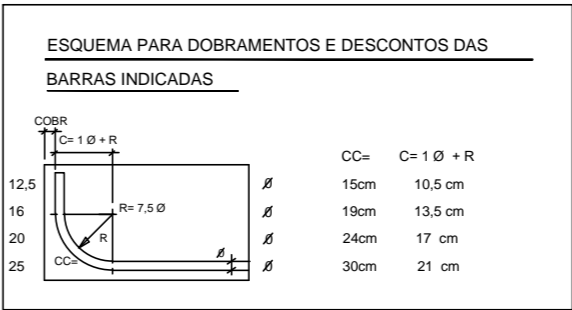 ESQUEMA PARA DOBRAMENTOS E DESCONTOS DAS
BARRAS INDICADAS
COBR
C= 1 Ø + R
CC= C= 1 Ø + R
12,5 Ø 15cm 10,5 cm
16 R= 7,5 Ø Ø 19cm 13,5 cm
20 R Ø Ø 24cm 17 cm
25 CC= Ø 30cm 21 cm